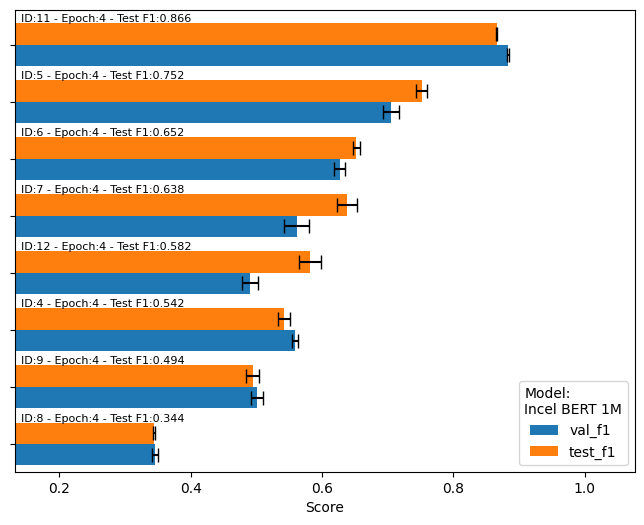 ID:11 - Epoch:4 - Test F1:0.866
ID:5 - Epoch:4 - Test F1:0.752
ID:6 - Epoch:4 - Test F1:0.652
ID:7 - Epoch:4 - Test F1:0.638
ID:12 - Epoch:4 - Test F1:0.582
ID:4 - Epoch:4 - Test F1:0.542
ID:9 - Epoch:4 - Test F1:0.494
ID:8 - Epoch:4 - Test F1:0.344
Model:
Incel BERT 1M
val_f1
test_f1
0.2 0.4 0.6 0.8 1.0
Score